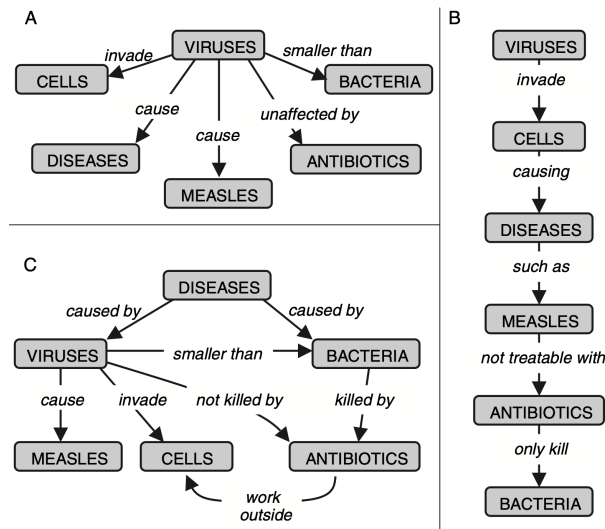 A
VIRUSES
invade
smaller than
CELLS
BACTERIA
cause
unaffected by
cause
DISEASES
ANTIBIOTICS
MEASLES
B
VIRUSES
invade
CELLS
causing
DISEASES
such as
MEASLES
not treatable with
ANTIBIOTICS
only kill
BACTERIA
C
DISEASES
caused by
caused by
VIRUSES
smaller than
BACTERIA
cause
invade
not killed by
killed by
MEASLES
CELLS
ANTIBIOTICS
work
outside